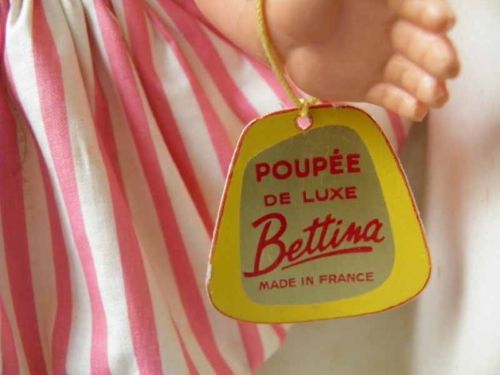 POUPÉE
DE LUXE
Bettina
MADE IN FRANCE